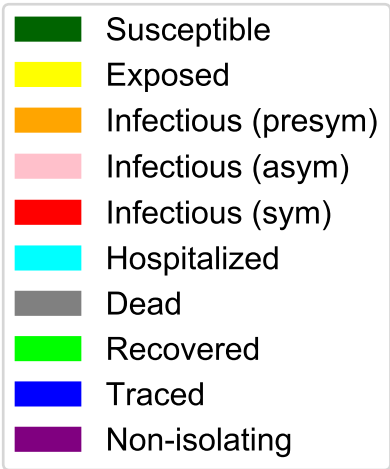 Susceptible
Exposed
Infectious (presym)
Infectious (asym)
Infectious (sym)
Hospitalized
Dead
Recovered
Traced
Non-isolating